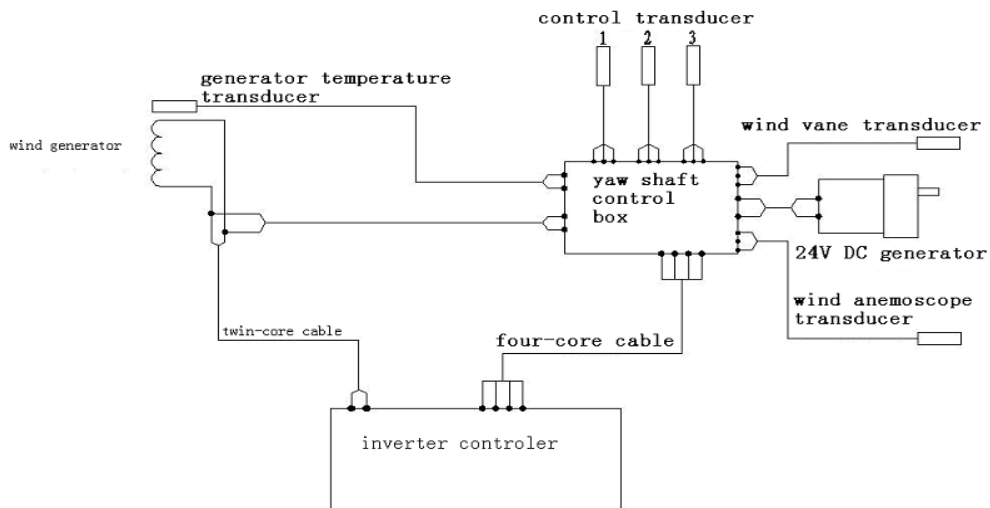 control transducer
1 2 3
generator temperature
transducer
wind generator
wind vane transducer
yaw shaft
control
box
24V DC generator
wind anemoscope
transducer
twin-core cable
four-core cable
inverter controler